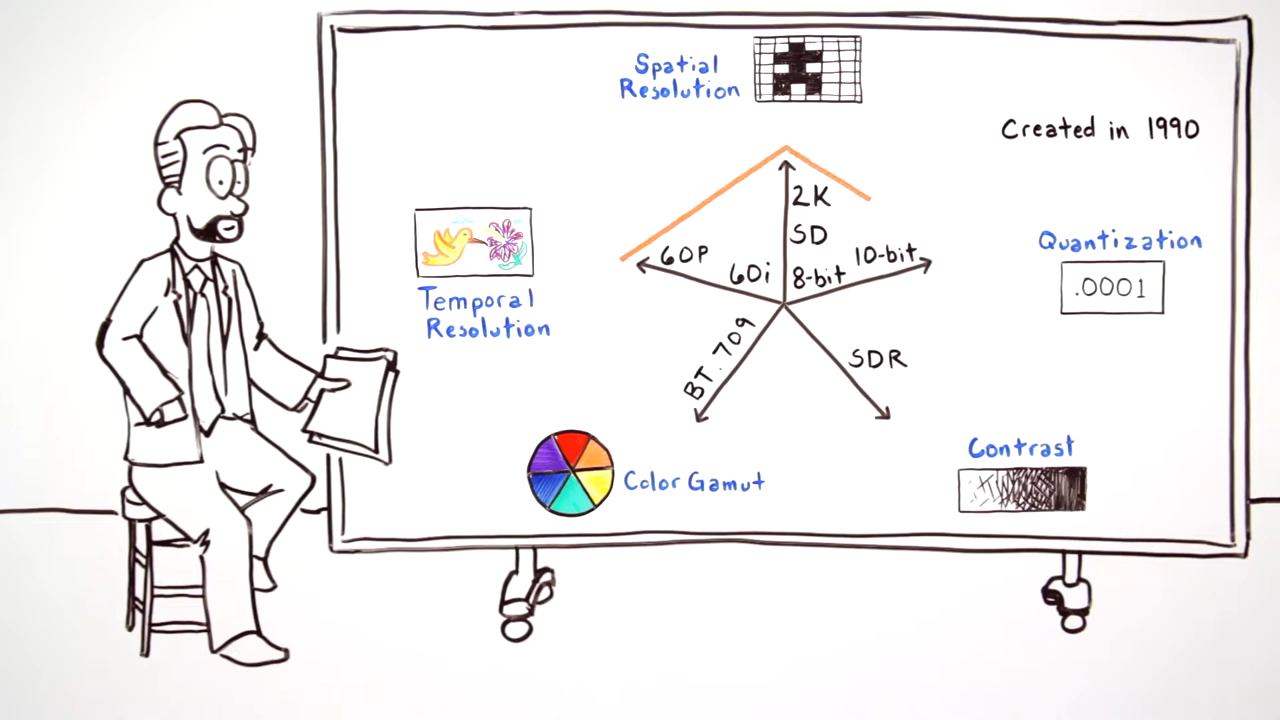 Spatial
Resolution
Created in 1990
2K
SD
60P
60i
8-bit
10-bit
Quantization
.0001
Temporal
Resolution
BT. 709
SDR
Contrast
Color Gamut